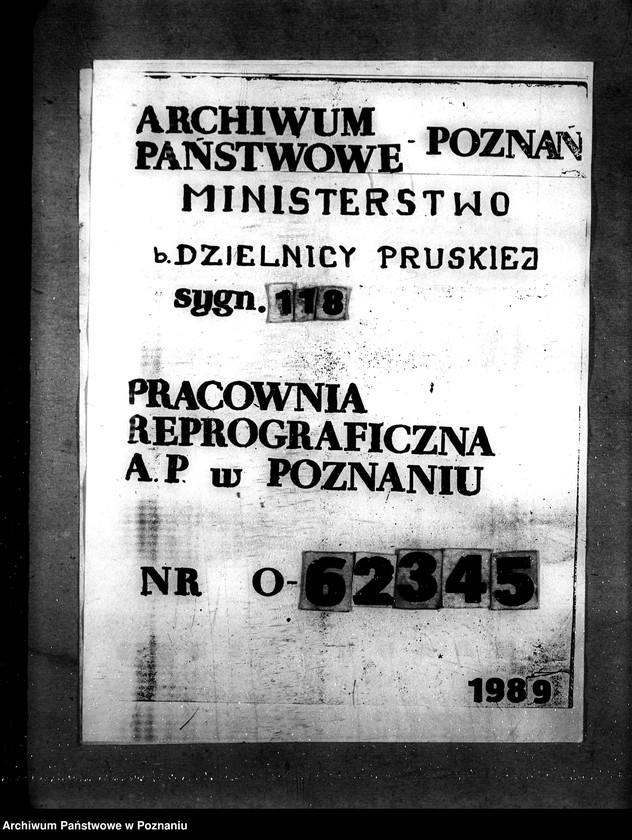 ARCHIWUM
PAŃSTWOWE - POZNAŃ
MINISTERSTWO
b. DZIELNICY PRUSKIEJ
sygn. 118
PRACOWNIA
REPROGRAFICZNA
A.P. w POZNANIU
NR O-62345
1989
Archiwum Państwowe w Poznaniu